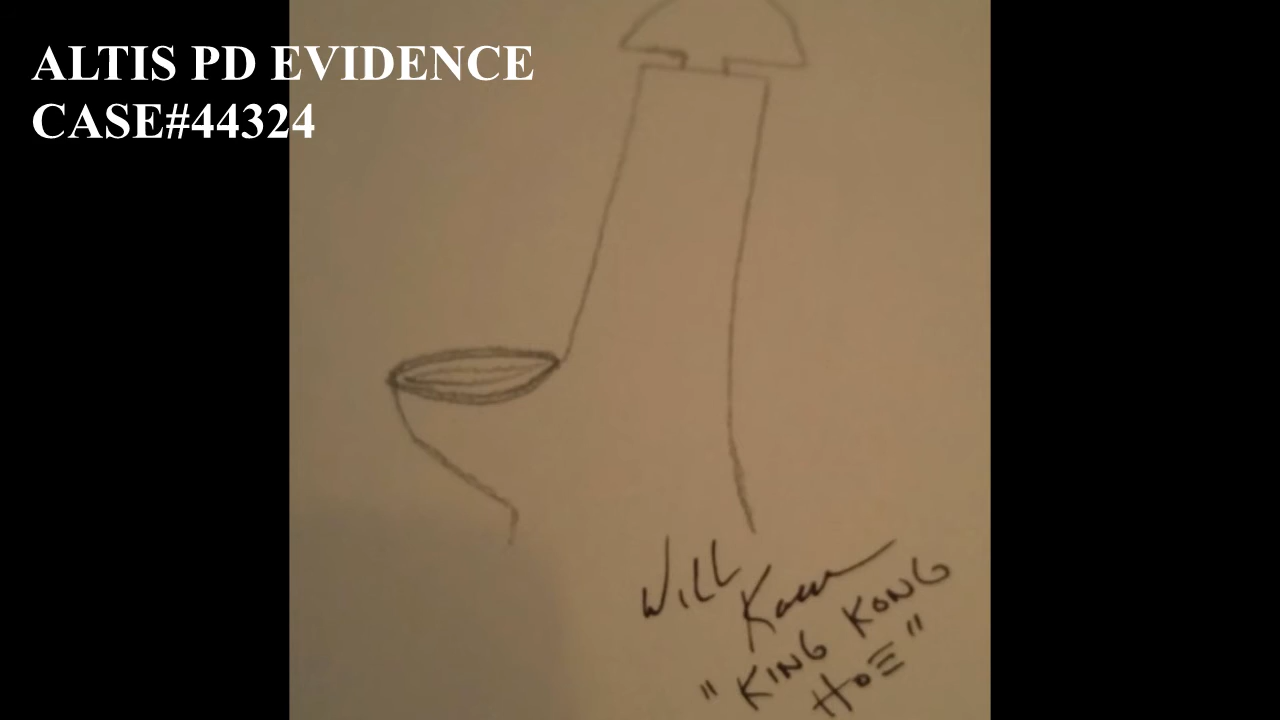 ALTIS PD EVIDENCE
CASE#44324
WILL
"KING KONG
HOE"